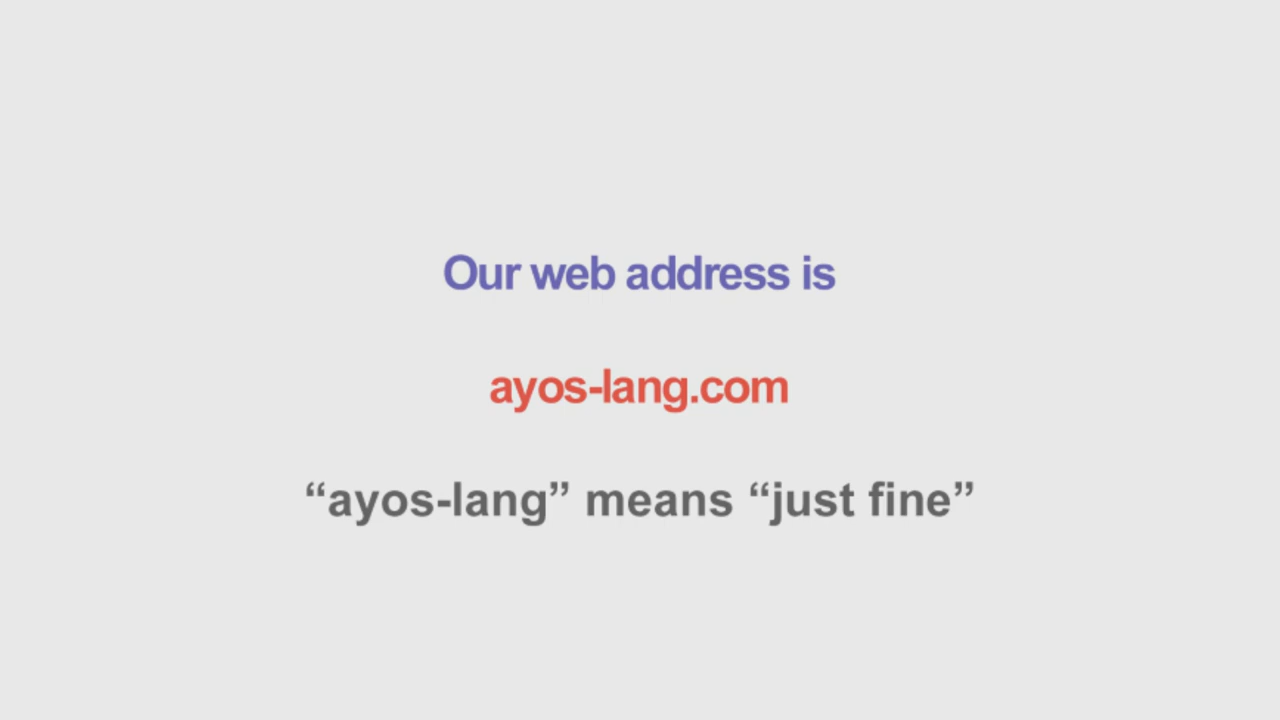 Our web address is
ayos-lang.com
“ayos-lang” means “just fine”